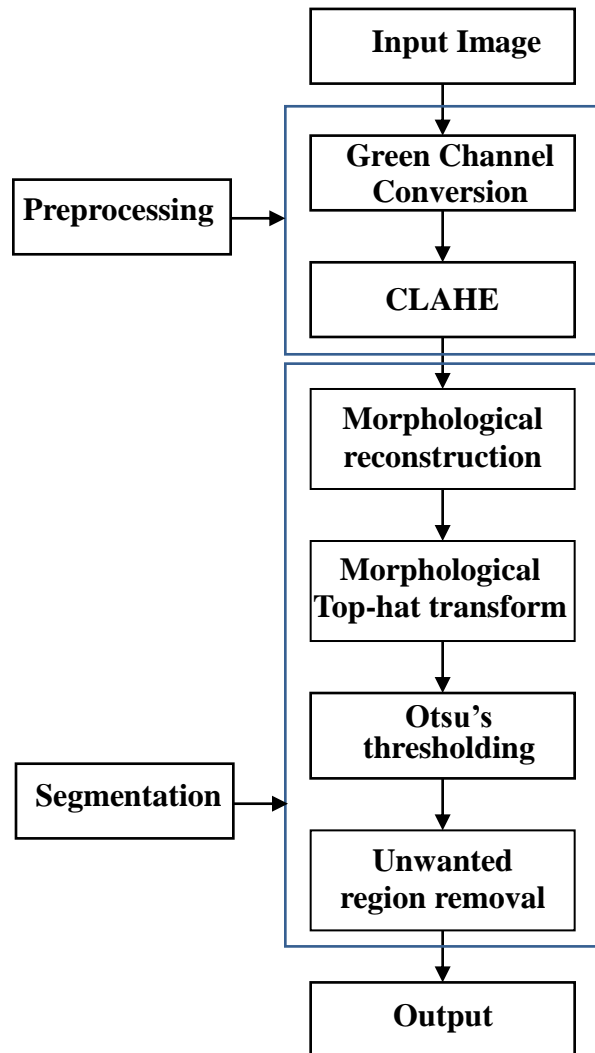 Input Image
Green Channel
Conversion
Preprocessing
CLAHE
Morphological
reconstruction
Morphological
Top-hat transform
Otsu’s
thresholding
Segmentation
Unwanted
region removal
Output